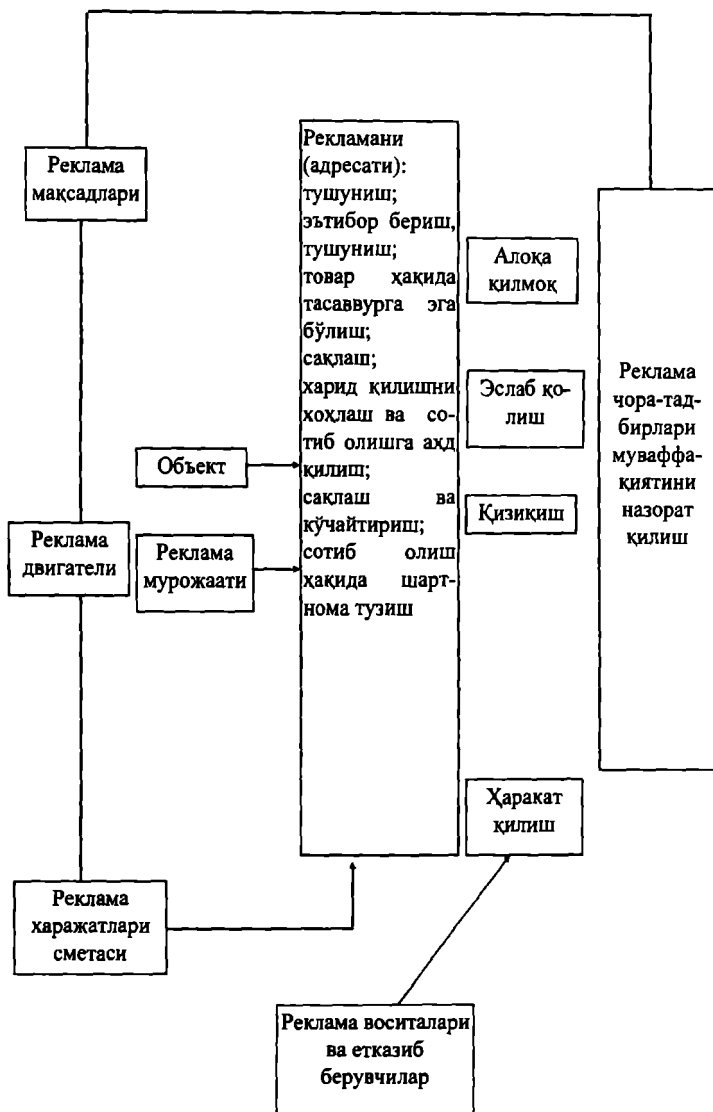 Реклама
мақсадлари
Рекламани
(адресати):
тушуниш;
эътибор бериш,
тушуниш;
товар ҳақида
тасаввурга эга
бўлиш;
сақлаш;
харид қилишни
хоҳлаш ва со-
тиб олишга аҳд
қилиш;
сақлаш ва
кўчайтириш;
сотиб олиш
ҳақида шарт-
нома тузиш
Алоқа
қилмоқ
Эслаб қо-
лиш
Қизиқиш
Ҳаракат
қилиш
Реклама
чора-тад-
бирлари
муваффа-
қиятини
назорат
қилиш
Объект
Реклама
двигатели
Реклама
мурожаати
Реклама
харажатлари
сметаси
Реклама воситалари
ва етказиб
берувчилар